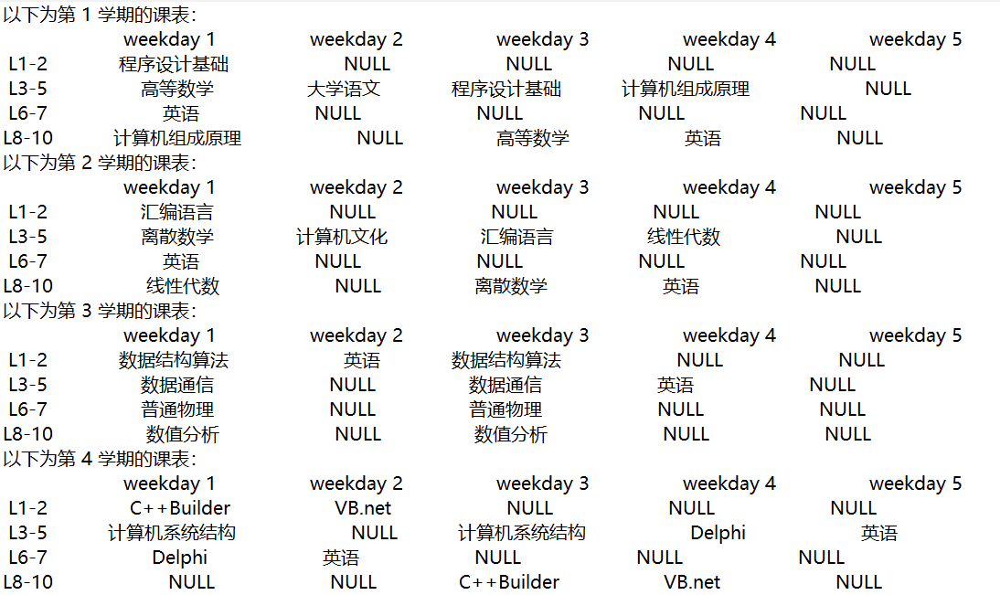 以下为第 1 学期的课表：
weekday 1 weekday 2 weekday 3 weekday 4 weekday 5
L1-2 程序设计基础 NULL NULL NULL NULL
L3-5 高等数学 大学语文 程序设计基础 计算机组成原理 NULL
L6-7 英语 NULL NULL NULL NULL
L8-10 计算机组成原理 NULL 高等数学 英语 NULL
以下为第 2 学期的课表：
weekday 1 weekday 2 weekday 3 weekday 4 weekday 5
L1-2 汇编语言 NULL NULL NULL NULL
L3-5 离散数学 计算机文化 汇编语言 线性代数 NULL
L6-7 英语 NULL NULL NULL NULL
L8-10 线性代数 NULL 离散数学 英语 NULL
以下为第 3 学期的课表：
weekday 1 weekday 2 weekday 3 weekday 4 weekday 5
L1-2 数据结构算法 英语 数据结构算法 NULL NULL
L3-5 数据通信 NULL 数据通信 英语 NULL
L6-7 普通物理 NULL 普通物理 NULL NULL
L8-10 数值分析 NULL 数值分析 NULL NULL
以下为第 4 学期的课表：
weekday 1 weekday 2 weekday 3 weekday 4 weekday 5
L1-2 C++Builder VB.net NULL NULL NULL
L3-5 计算机系统结构 NULL 计算机系统结构 Delphi 英语
L6-7 Delphi 英语 NULL NULL NULL
L8-10 NULL NULL C++Builder VB.net NULL